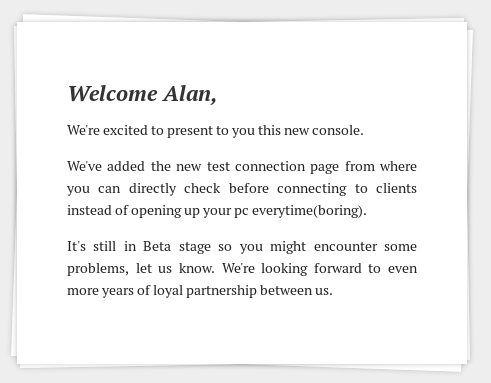 Welcome Alan,
We're excited to present to you this new console.
We've added the new test connection page from where
you can directly check before connecting to clients
instead of opening up your pc everytime(boring).
It's still in Beta stage so you might encounter some
problems, let us know. We're looking forward to even
more years of loyal partnership between us.